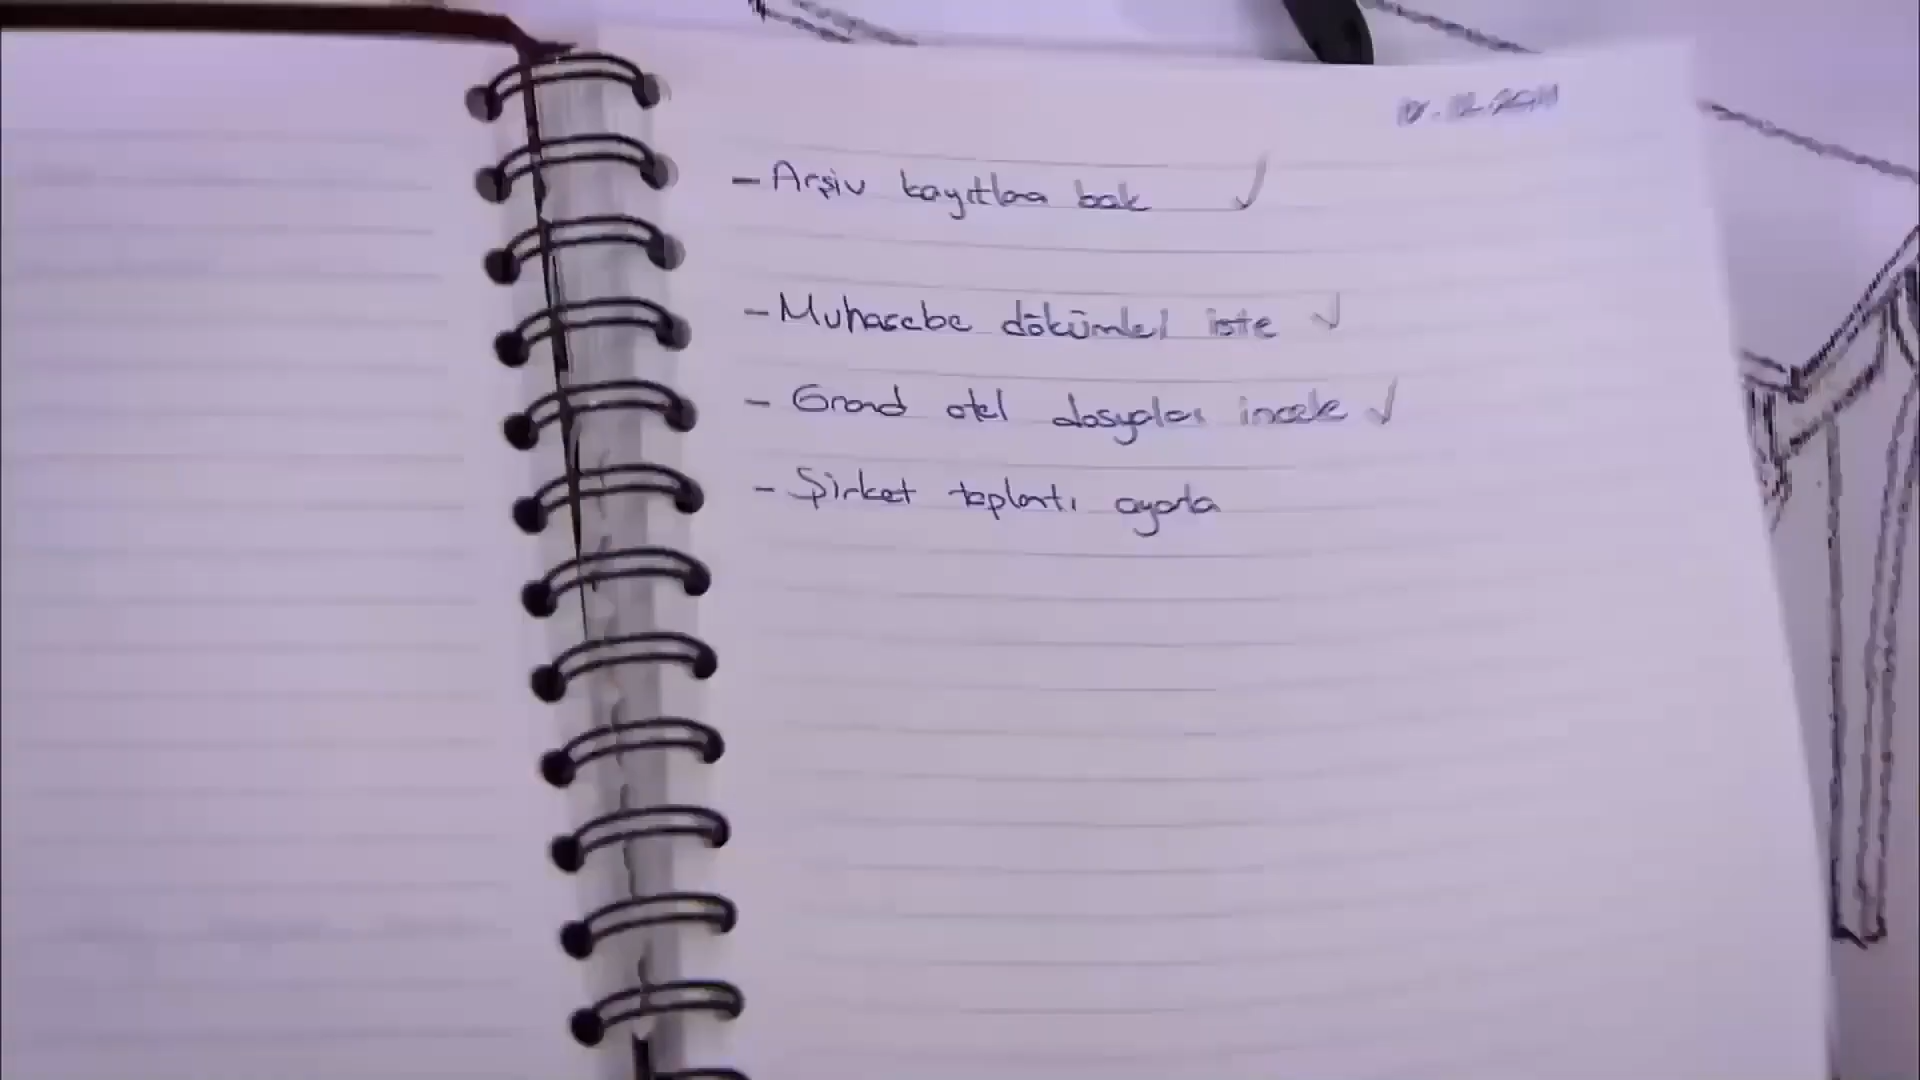 - Arşiv kayıtlara bak ✓
- Muhasebe dökümleri iste ✓
- Grand otel dosyaları incele ✓
- Şirket toplantı ayarla